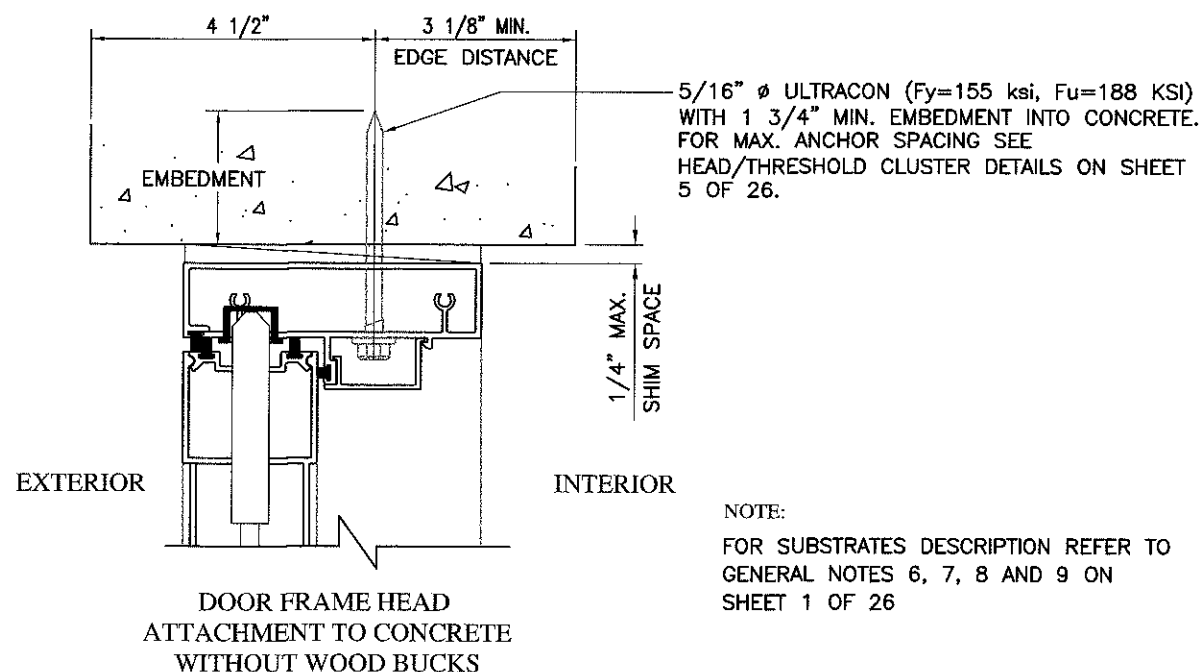 4 1/2"
3 1/8" MIN.
EDGE DISTANCE
5/16" ø ULTRACON (Fy=155 ksi, Fu=188 KSI)
WITH 1 3/4" MIN. EMBEDMENT INTO CONCRETE.
FOR MAX. ANCHOR SPACING SEE
HEAD/THRESHOLD CLUSTER DETAILS ON SHEET
5 OF 26.
EMBEDMENT
1/4" MAX.
SHIM SPACE
EXTERIOR
INTERIOR
NOTE:
FOR SUBSTRATES DESCRIPTION REFER TO
GENERAL NOTES 6, 7, 8 AND 9 ON
SHEET 1 OF 26
DOOR FRAME HEAD
ATTACHMENT TO CONCRETE
WITHOUT WOOD BUCKS